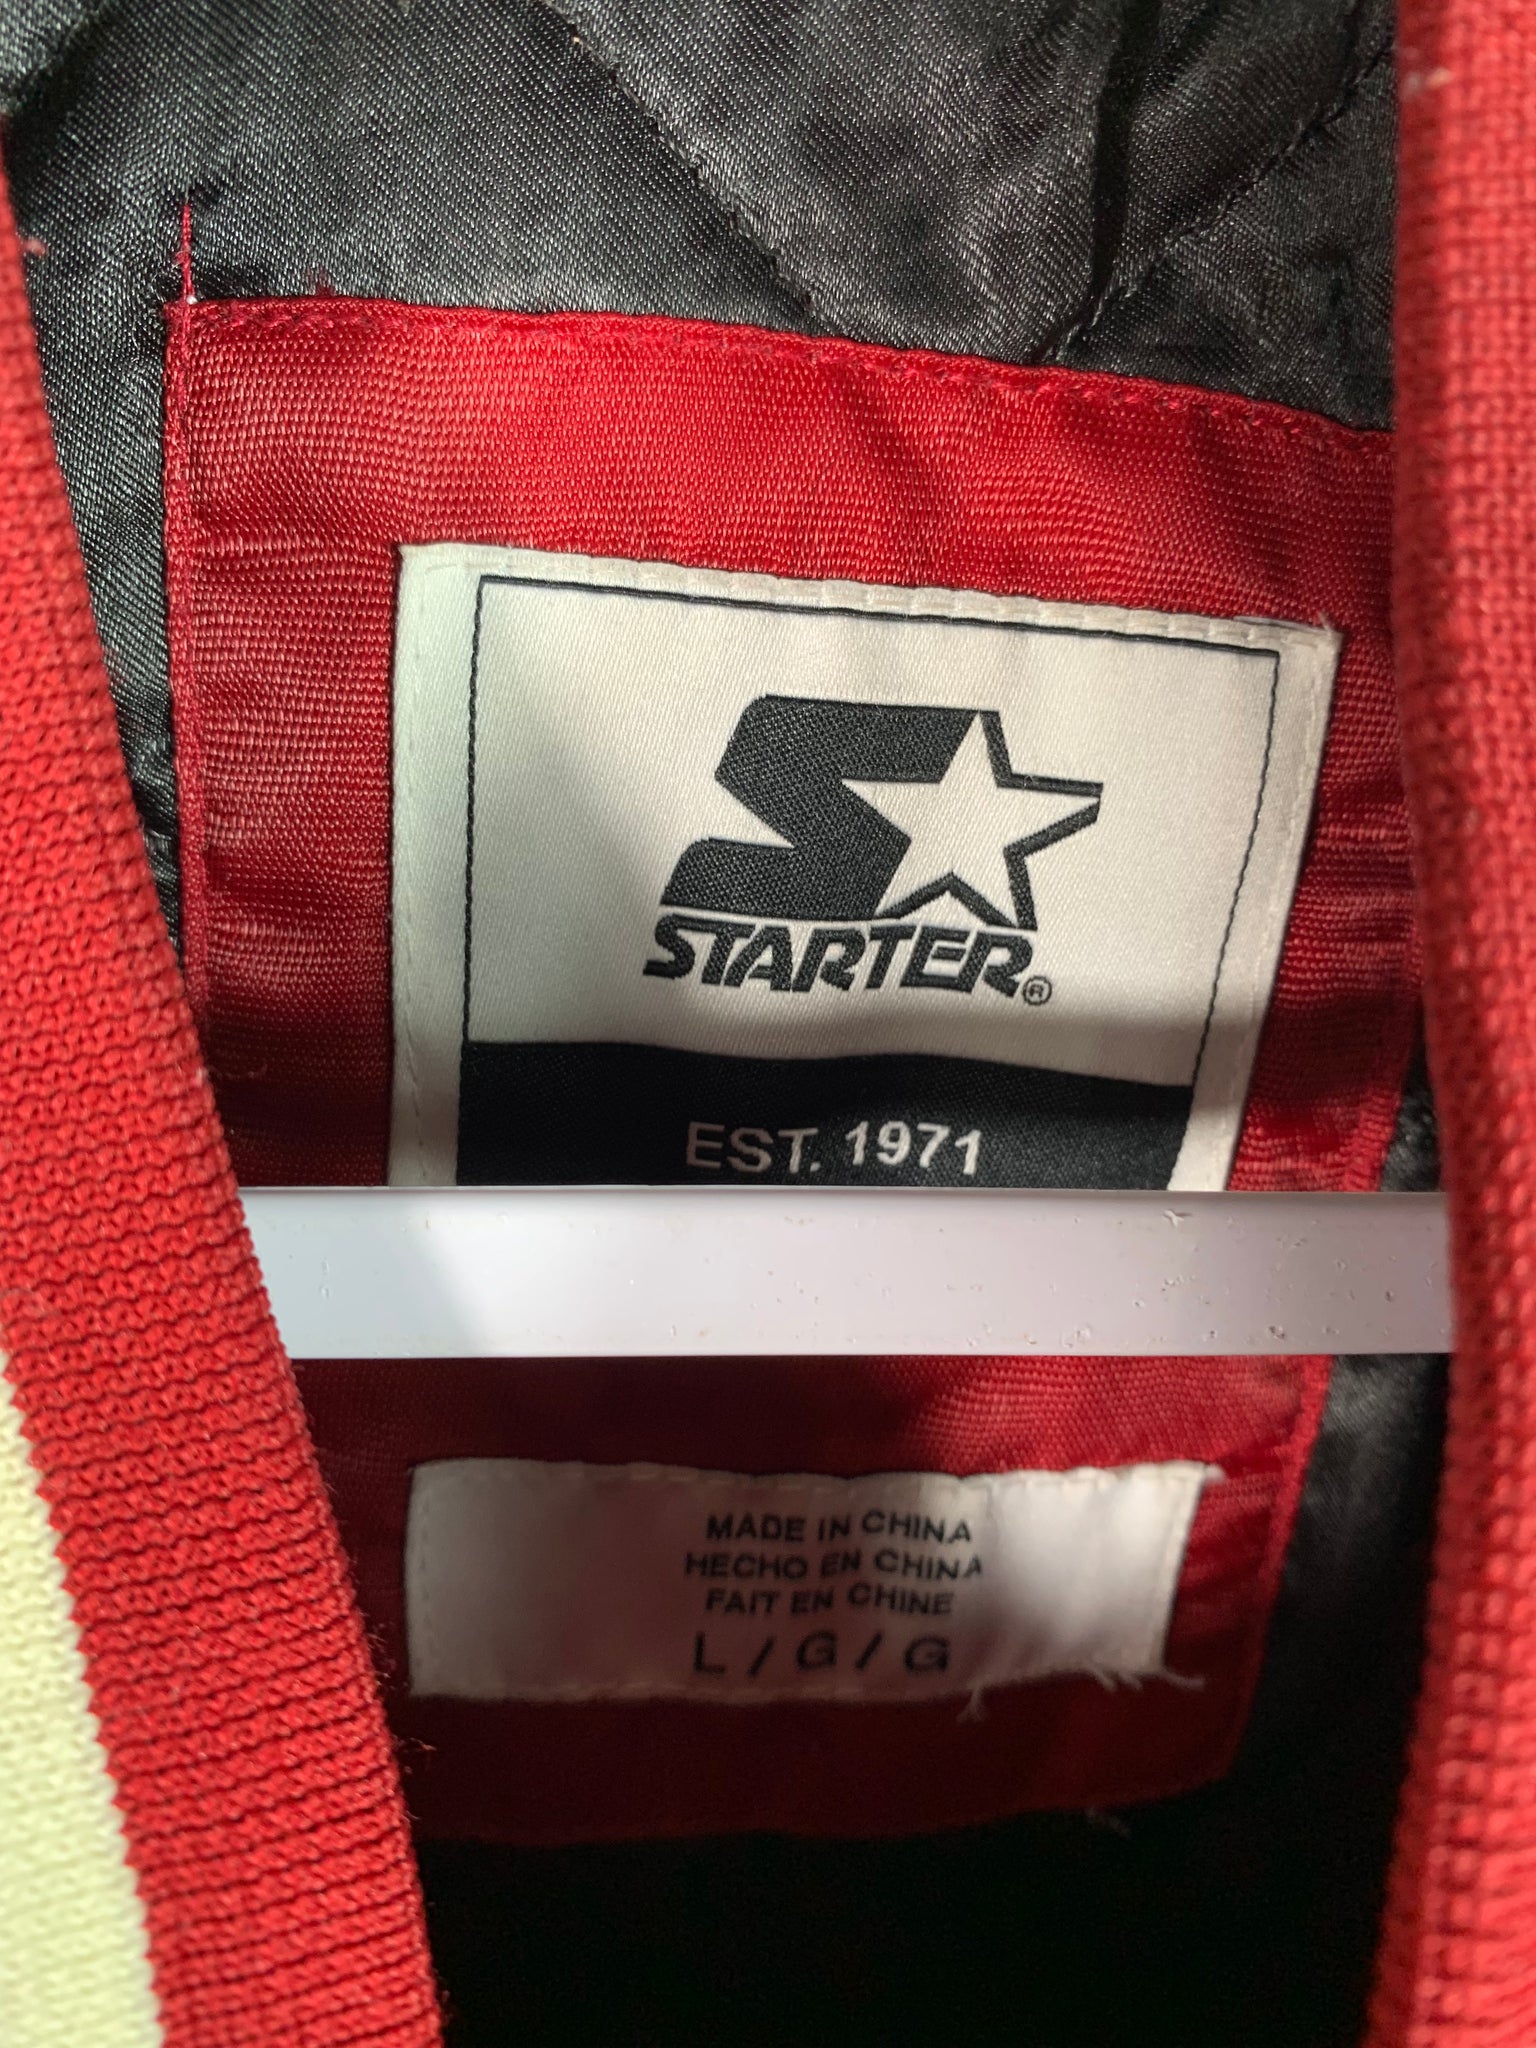 STARTER®
EST. 1971
MADE IN CHINA
HECHO EN CHINA
FAIT EN CHINE
L / G / G